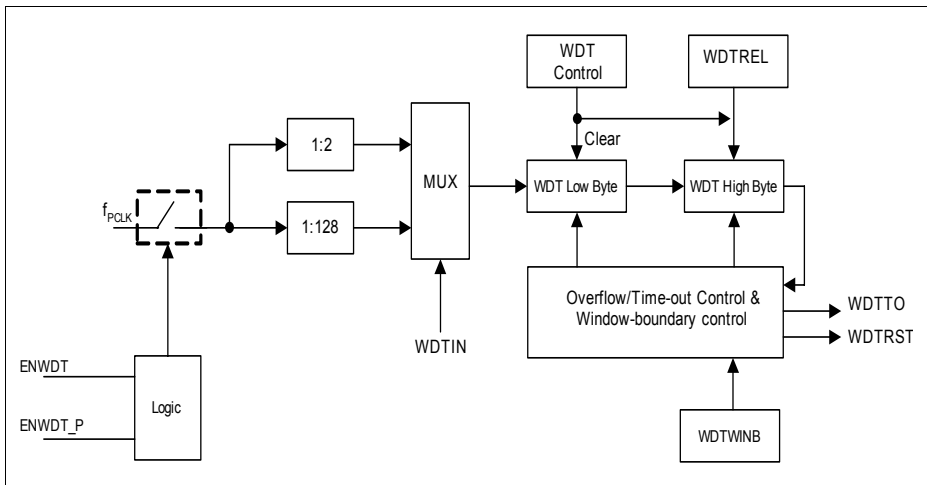 WDT
Control
WDTREL
Clear
1:2
MUX
WDT Low Byte
WDT High Byte
fPCLK
1:128
Overflow/Time-out Control &
Window-boundary control
WDTTO
WDTRST
WDTIN
ENWDT
Logic
ENWDT_P
WDTWINB